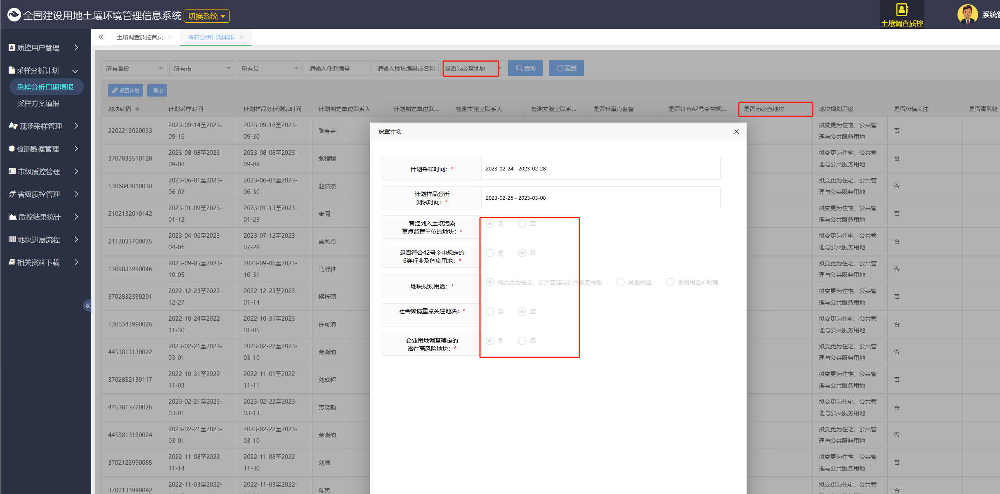 全国建设用地土壤环境管理信息系统 切换系统
土壤调查质控
质控用户管理
采样分析计划
采样分析日期填报
采样方案填报
现场采样管理
检测数据管理
市级质控管理
省级质控管理
质控结果统计
地块进展流程
相关资料下载
土壤调查质控首页
采样分析日期填报
所有省份 所有市 所有县 请输入任务编号 请输入地块编码或名称 是否为必查地块 查询 重置
设置计划 导出
地块编码 计划采样时间 计划样品分析测试时间 计划制定单位联系人 计划制定单位联... 检测实验室联系人 检测实验室联系... 是否曾重点监管 是否符合42号令中规... 是否为必查地块 地块规划用途 是否舆情关注 是否高风险
2202213020033 2023-09-14至2023-09-16 2023-09-16至2023-09-30 张春英 拟变更为住宅、公共管理与公共服务用地 否
3707833510128 2023-08-08至2023-09-08 2023-08-08至2023-09-08 张程程 拟变更为住宅、公共管理与公共服务用地 否
1306843010030 2023-06-01至2023-06-02 2023-06-01至2023-06-30 赵浩杰 拟变更为住宅、公共管理与公共服务用地 否
2102132010142 2023-01-09至2023-01-12 2023-01-13至2023-01-23 秦闯 拟变更为住宅、公共管理与公共服务用地 否
2113033700035 2023-04-06至2023-04-06 2023-07-12至2023-07-29 雷凤玲 拟变更为住宅、公共管理与公共服务用地 否
1309033990046 2023-09-05至2023-10-05 2023-09-06至2023-10-31 马舒雅 拟变更为住宅、公共管理与公共服务用地 否
3702832330201 2022-12-23至2022-12-27 2022-12-23至2023-01-14 梁梓硕 拟变更为住宅、公共管理与公共服务用地 否
1306343990026 2022-10-24至2022-11-30 2022-10-31至2023-01-05 许可清 拟变更为住宅、公共管理与公共服务用地 否
4453813130022 2023-02-21至2023-03-01 2023-02-22至2023-03-10 劳晓韵 拟变更为住宅、公共管理与公共服务用地 否
3702852130117 2022-10-31至2022-11-03 2022-11-01至2022-11-11 刘成超 拟变更为住宅、公共管理与公共服务用地 否
4453813720026 2023-02-21至2023-03-01 2023-02-22至2023-03-13 劳晓韵 拟变更为住宅、公共管理与公共服务用地 否
4453813130024 2023-02-21至2023-03-01 2023-02-22至2023-03-10 劳晓韵 拟变更为住宅、公共管理与公共服务用地 否
3702123990085 2022-11-08至2022-11-14 2022-11-08至2022-11-30 刘潇 拟变更为住宅、公共管理与公共服务用地 否
3702133990092 2022-11-03至2022- 2022-11-03至2022- 陈英 拟变更为住宅、公共管 否
设置计划
计划采样时间：* 2023-02-24 - 2023-02-28
计划样品分析
测试时间：* 2023-02-25 - 2023-03-08
曾经列入土壤污染
重点监管单位的地块：* 是 否
是否符合42号令中规定的
6类行业及危废用地：* 是 否
地块规划用途：* 拟变更为住宅、公共管理与公共服务用地 其他用途 规划用途不明确
社会舆情重点关注地块：* 是 否
企业用地调查确定的
潜在高风险地块：* 是 否